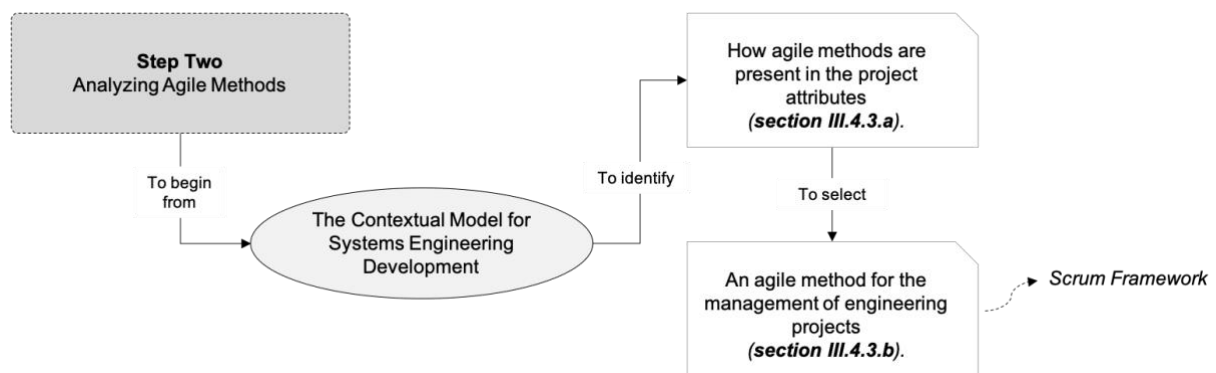 Step Two
Analyzing Agile Methods
To begin
from
The Contextual Model for
Systems Engineering
Development
To identify
How agile methods are
present in the project
attributes
(section III.4.3.a).
To select
An agile method for the
management of engineering
projects
(section III.4.3.b).
Scrum Framework